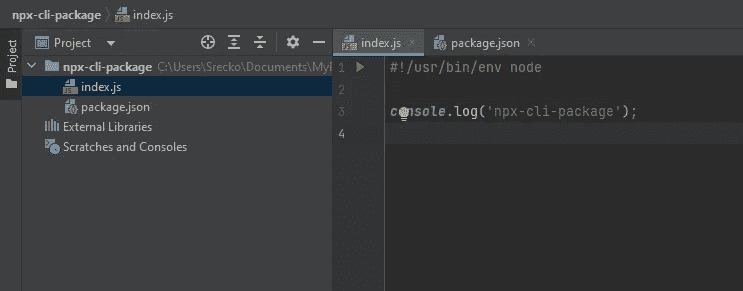 npx-cli-package index.js
Project
Project
index.js
package.json
npx-cli-package C:\Users\Srecko\Documents\MyI
index.js
package.json
External Libraries
Scratches and Consoles
1 #!/usr/bin/env node
2
3 console.log('npx-cli-package');
4